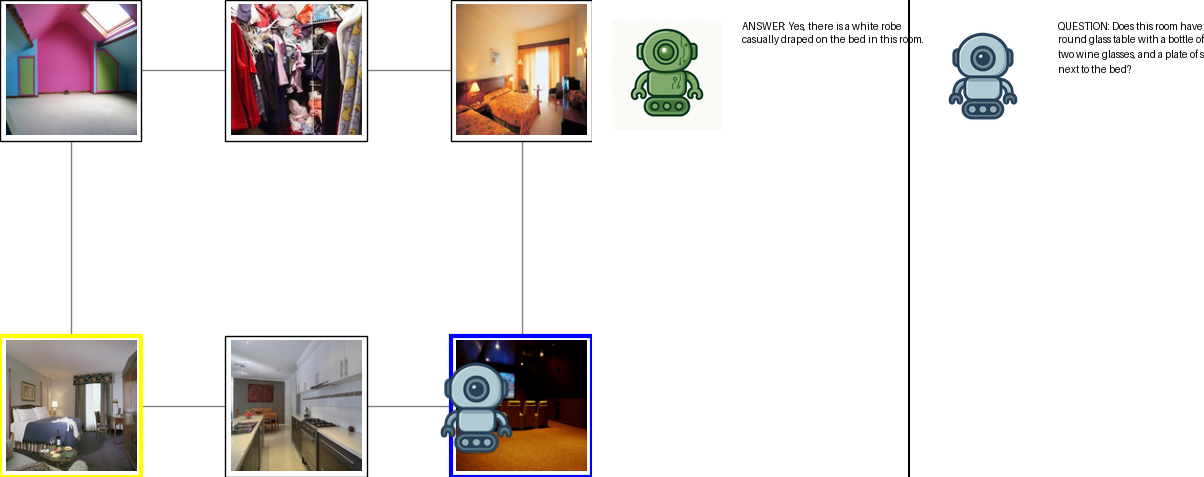 ANSWER: Yes, there is a white robe
casually draped on the bed in this room.
QUESTION: Does this room have
round glass table with a bottle of
two wine glasses, and a plate of s
next to the bed?